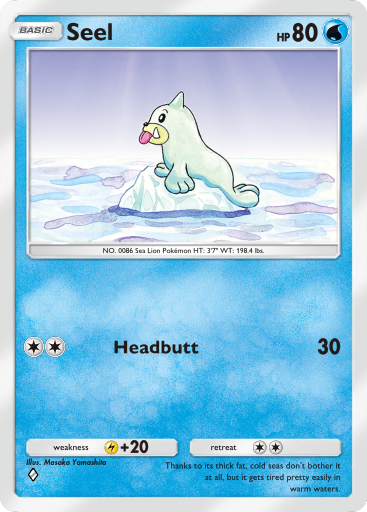 BASIC Seel HP 80
NO. 0086 Sea Lion Pokémon HT: 3'7" WT: 198.4 lbs.
Headbutt 30
weakness +20 retreat
Illus. Masako Yamashita
Thanks to its thick fat, cold seas don't bother it
at all, but it gets tired pretty easily in
warm waters.